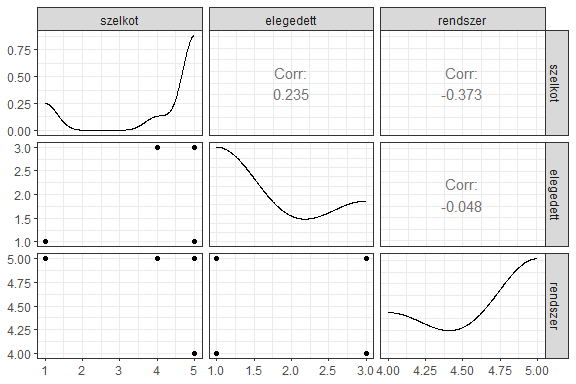 szelkot elegedett rendszer
0.75
0.50
0.25
0.00
Corr:
0.235
Corr:
-0.373
szelkot
3.0
2.5
2.0
1.5
1.0
Corr:
-0.048
elegedett
5.00
4.75
4.50
4.25
4.00
rendszer
1 2 3 4 5 1.0 1.5 2.0 2.5 3.0 4.00 4.25 4.50 4.75 5.00